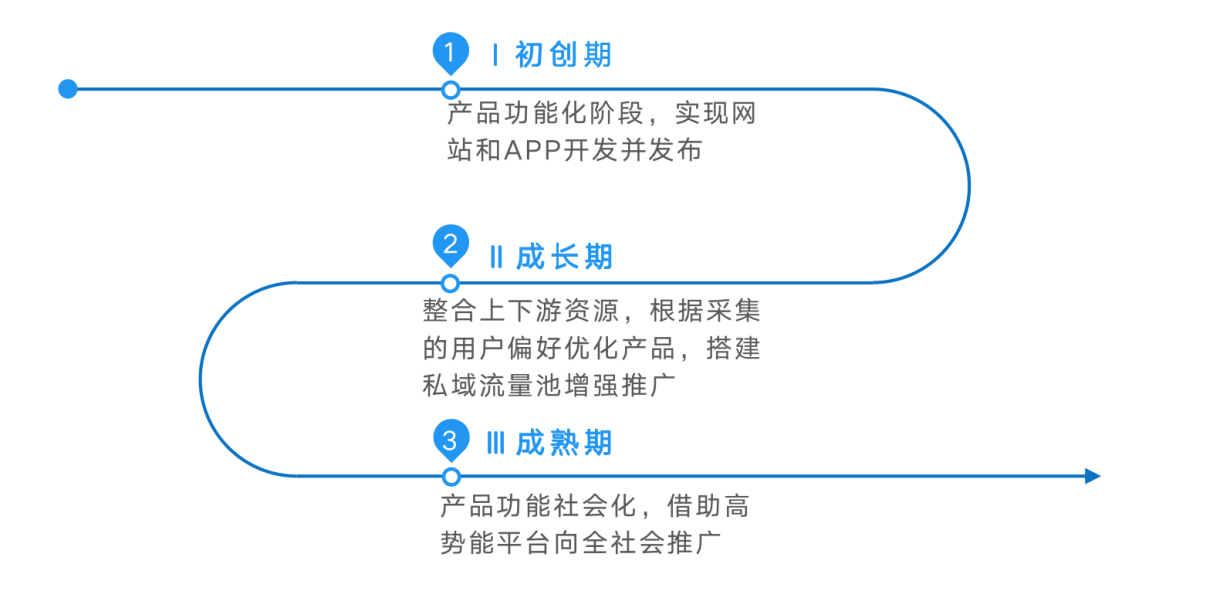 1
Ⅰ 初创期
产品功能化阶段，实现网
站和APP开发并发布
2
Ⅱ 成长期
整合上下游资源，根据采集
的用户偏好优化产品，搭建
私域流量池增强推广
3
Ⅲ 成熟期
产品功能社会化，借助高
势能平台向全社会推广